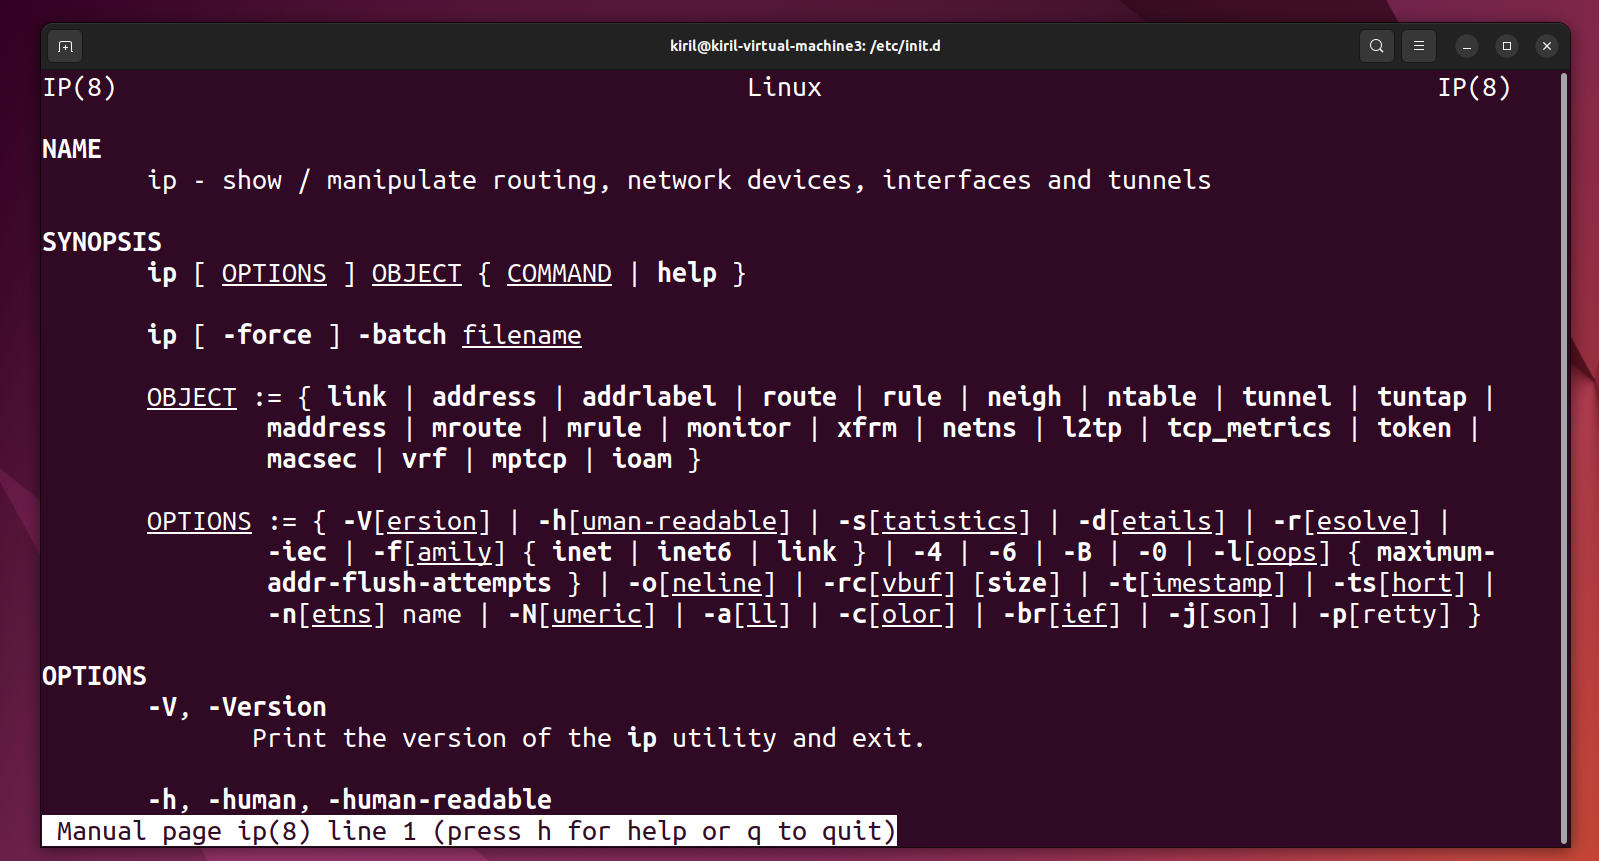 kiril@kiril-virtual-machine3: /etc/init.d
IP(8) Linux IP(8)
NAME
ip - show / manipulate routing, network devices, interfaces and tunnels
SYNOPSIS
ip [ OPTIONS ] OBJECT { COMMAND | help }
ip [ -force ] -batch filename
OBJECT := { link | address | addrlabel | route | rule | neigh | ntable | tunnel | tuntap |
maddress | mroute | mrule | monitor | xfrm | netns | l2tp | tcp_metrics | token |
macsec | vrf | mptcp | ioam }
OPTIONS := { -V[ersion] | -h[uman-readable] | -s[tatistics] | -d[etails] | -r[esolve] |
-iec | -f[amily] { inet | inet6 | link } | -4 | -6 | -B | -0 | -l[oops] { maximum-
addr-flush-attempts } | -o[neline] | -rc[vbuf] [size] | -t[imestamp] | -ts[hort] |
-n[etns] name | -N[umeric] | -a[ll] | -c[olor] | -br[ief] | -j[son] | -p[retty] }
OPTIONS
-V, -Version
Print the version of the ip utility and exit.
-h, -human, -human-readable
Manual page ip(8) line 1 (press h for help or q to quit)